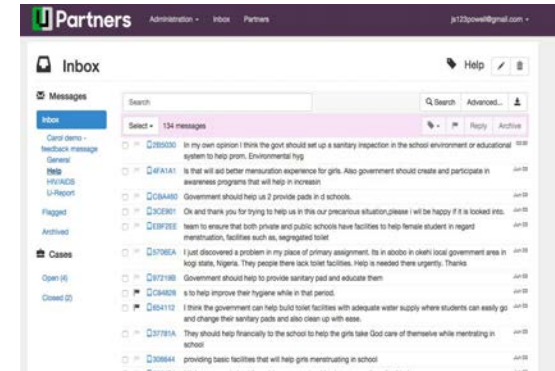 U Partners
Administration
Inbox
Partners
js123powell@gmail.com
Inbox
Help
Messages
Inbox
Carol demo -
feedback message
General
Help
HIV/AIDS
U-Report
Flagged
Archived
Cases
Open (4)
Closed (2)
Search
Search
Advanced...
Select
134 messages
Reply
Archive
2B5030 In my own opinion I think the govt should set up a sanitary inspection in the school environment or educational
system to help prom. Environmental hyg
4FA1A1 Is that will aid better mensuration experience for girls. Also government should create and participate in
awareness programs that will help in increasin
CBA460 Government should help us 2 provide pads in d schools.
3CE801 Ok and thank you for trying to help us in this our precarious situation,please i wil be happy if it is looked into.
EBF2EE team to ensure that both private and public schools have facilities to help female student in regard
menstruation, facilities such as, segregated toilet
5706EA I just discovered a problem in my place of primary assignment. Its in abobo in okehi local government area in
kogi state, Nigeria. They people there lack toilet facilities. Help is needed there urgently. Thanks
97219B Government should help to provide sanitary pad and educate them
C84829 s to help improve their hygiene while in that period.
654112 I think the government can help build toilet facilities with adequate water supply where students can easily go
and change their sanitary pads and also clean up with ease.
37781A They should help financially to the school to help the girls take God care of themselve while mentrating in
school
308644 providing basic facilities that will help girls menstruating in school